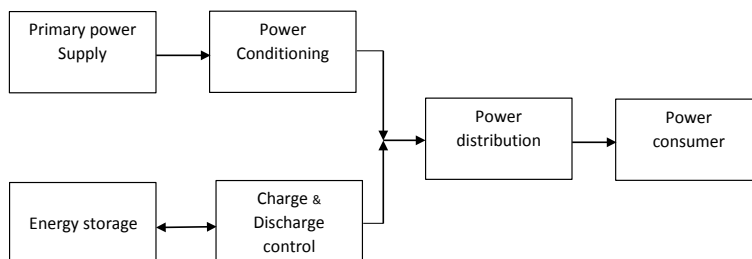 Primary power
Supply
Power
Conditioning
Power
distribution
Power
consumer
Energy storage
Charge & 
Discharge
control